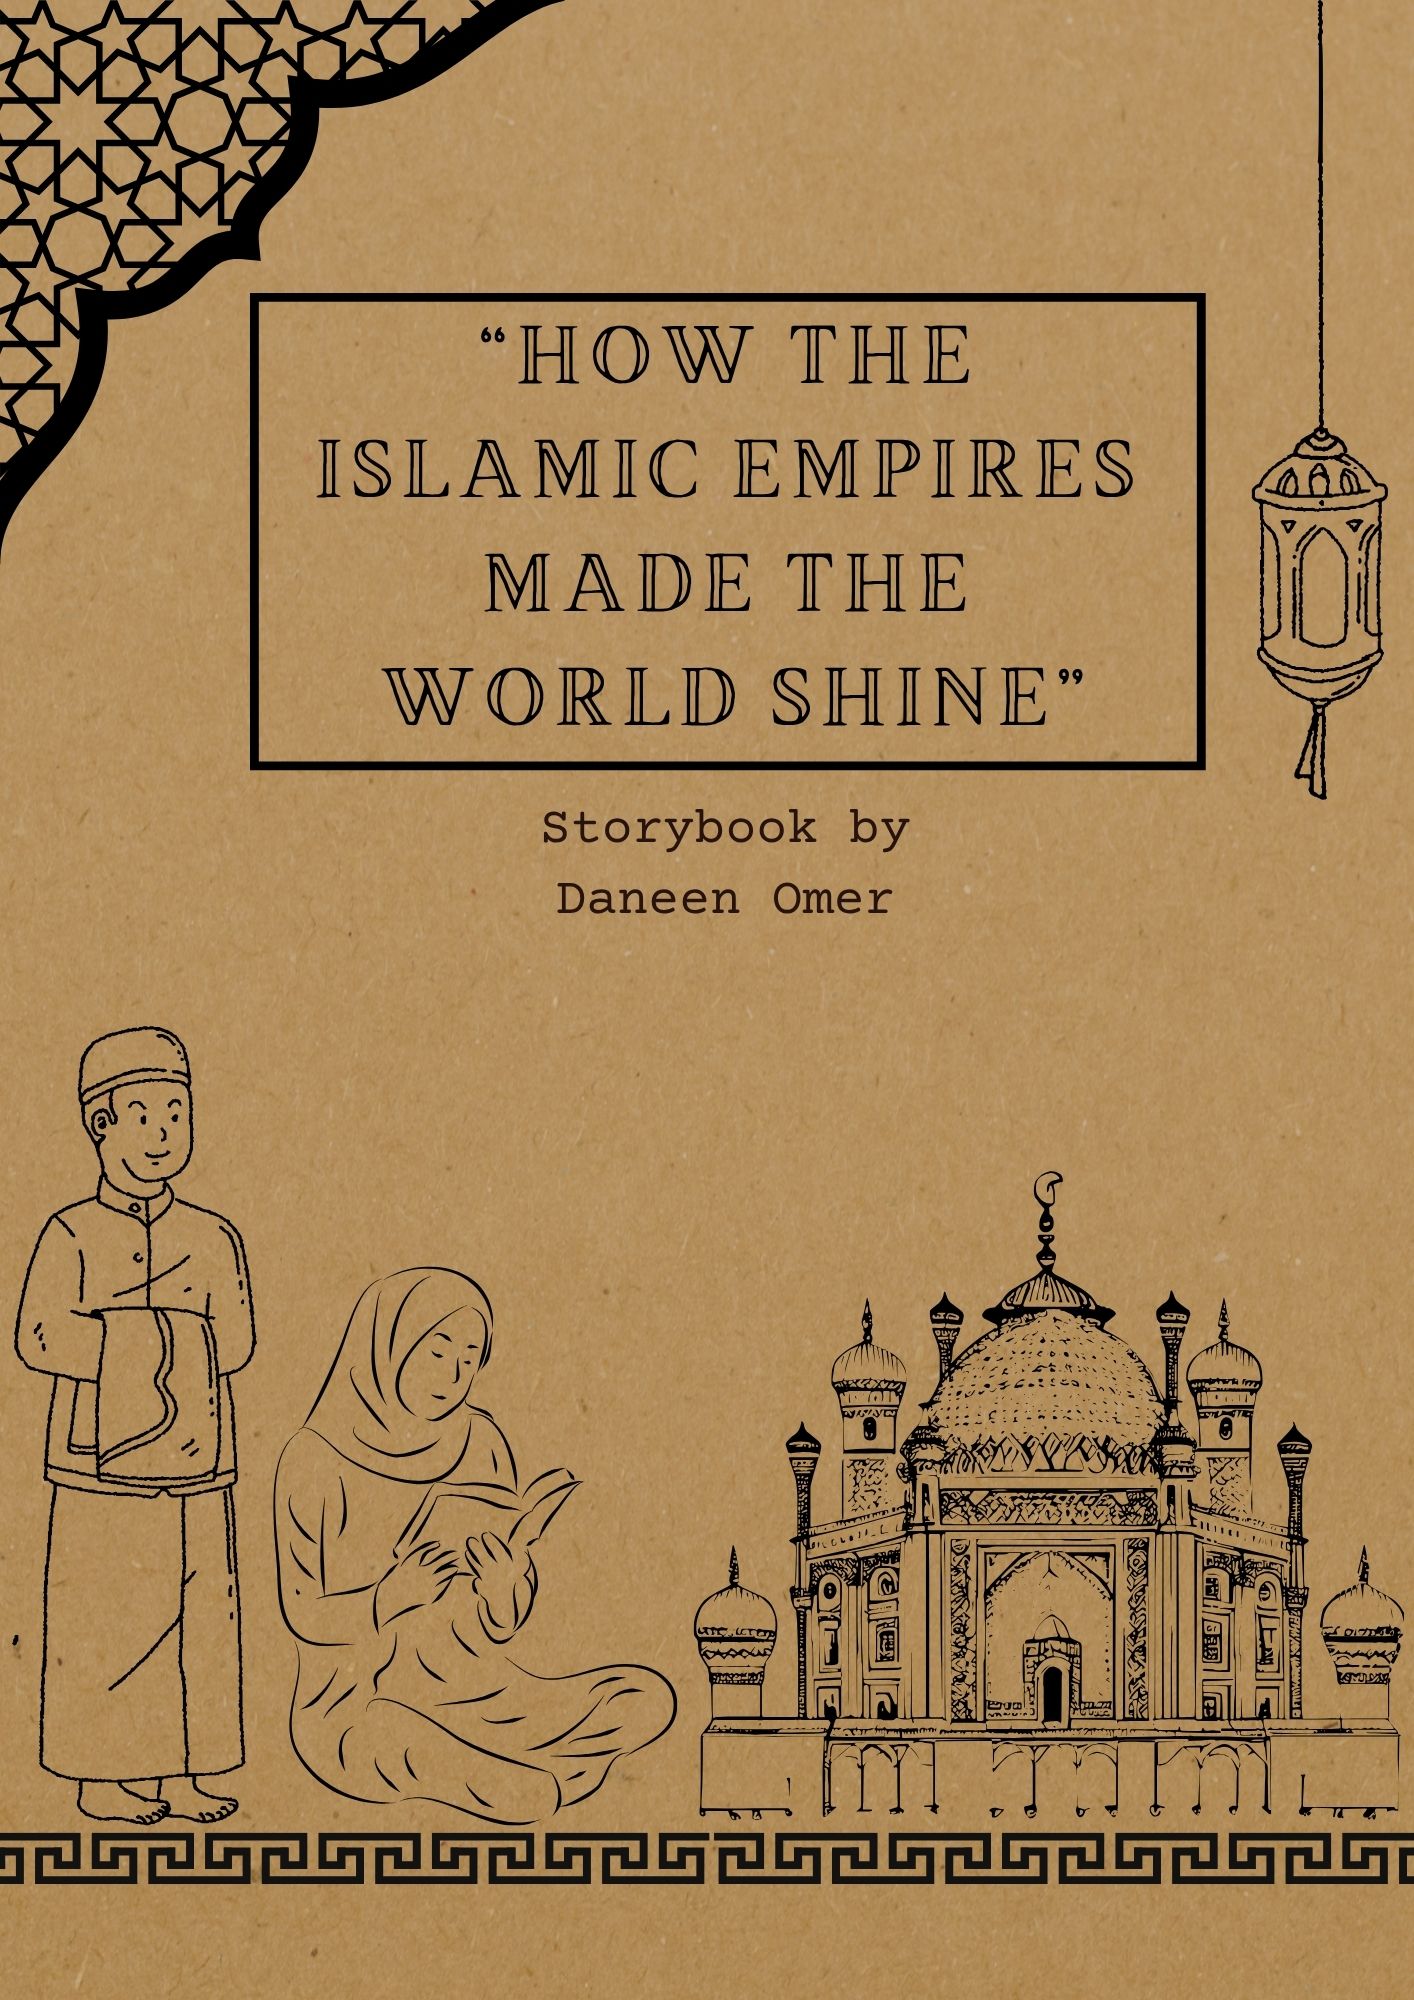 “HOW THE
ISLAMIC EMPIRES
MADE THE
WORLD SHINE”
Storybook by
Daneen Omer